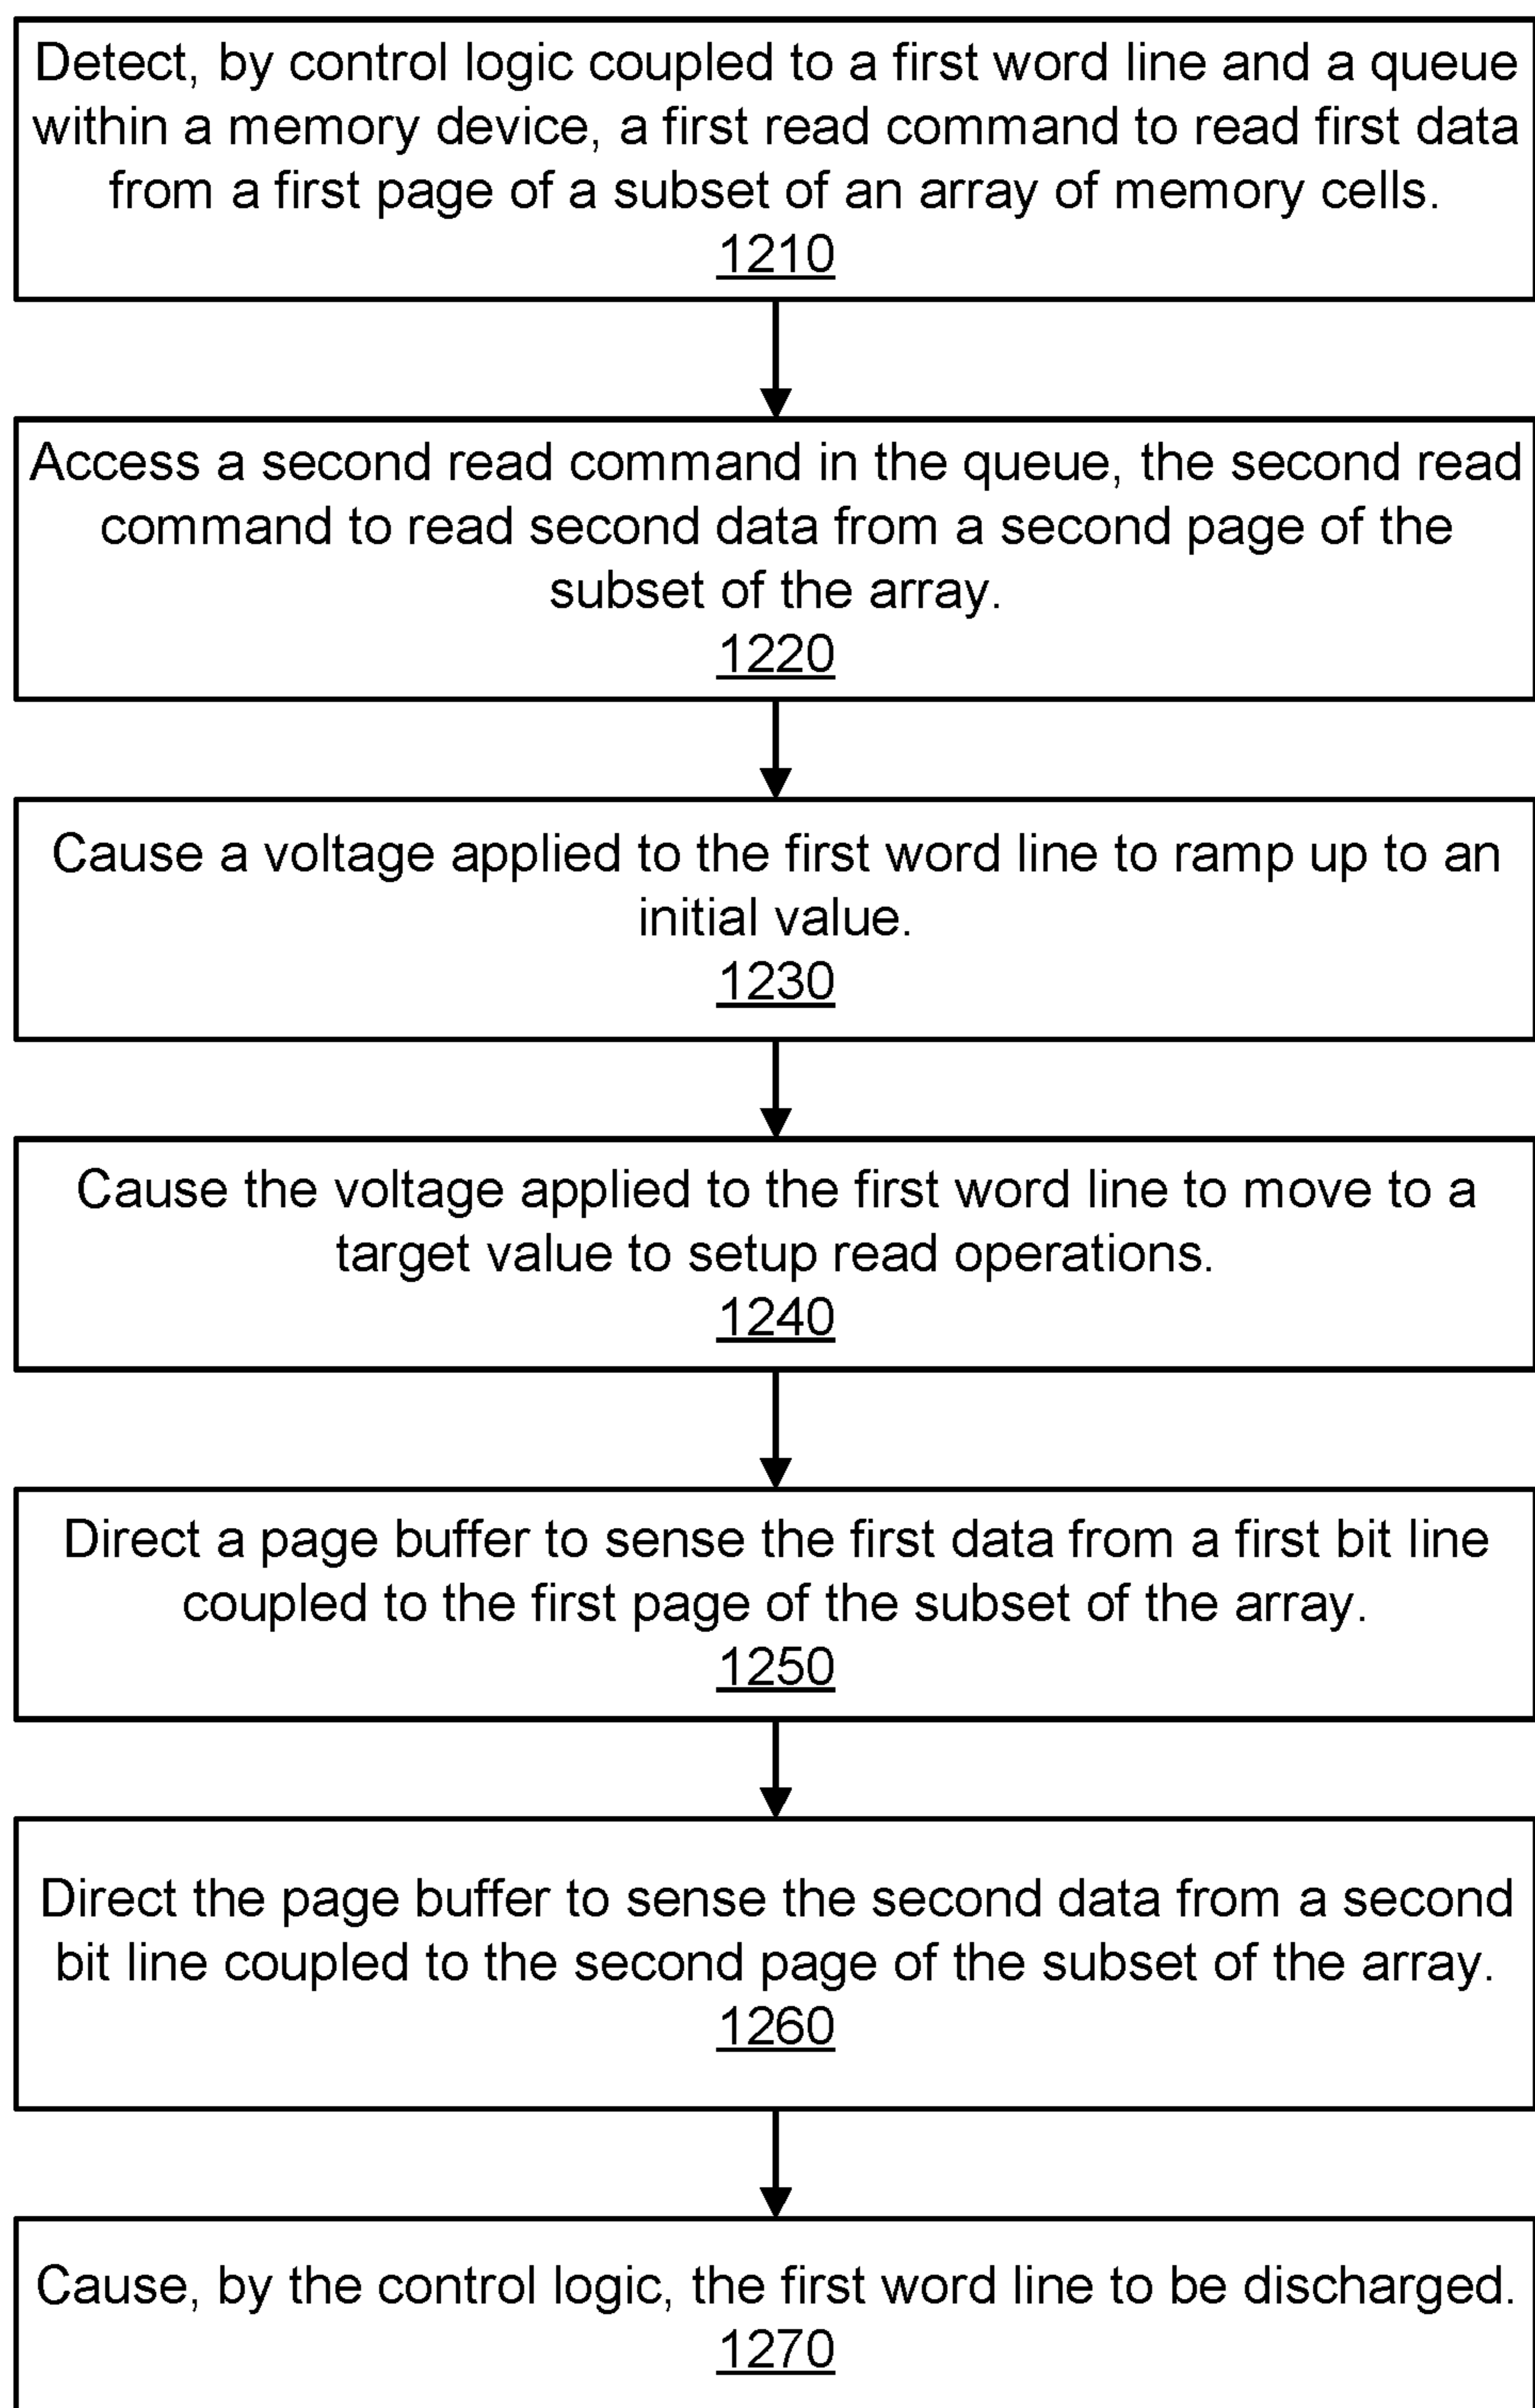 Detect, by control logic coupled to a first word line and a queue
within a memory device, a first read command to read first data
from a first page of a subset of an array of memory cells.
1210
Access a second read command in the queue, the second read
command to read second data from a second page of the
subset of the array.
1220
Cause a voltage applied to the first word line to ramp up to an
initial value.
1230
Cause the voltage applied to the first word line to move to a
target value to setup read operations.
1240
Direct a page buffer to sense the first data from a first bit line
coupled to the first page of the subset of the array.
1250
Direct the page buffer to sense the second data from a second
bit line coupled to the second page of the subset of the array.
1260
Cause, by the control logic, the first word line to be discharged.
1270